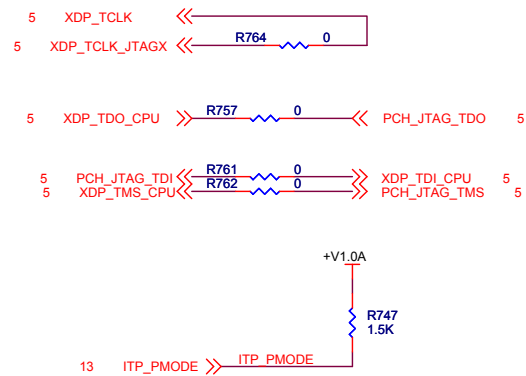 5 XDP_TCLK
5 XDP_TCLK_JTAGX R764 0
5 XDP_TDO_CPU R757 0 PCH_JTAG_TDO 5
5 PCH_JTAG_TDI R761 0 XDP_TDI_CPU 5
5 XDP_TMS_CPU R762 0 PCH_JTAG_TMS 5
+V1.0A
R747
1.5K
13 ITP_PMODE ITP_PMODE